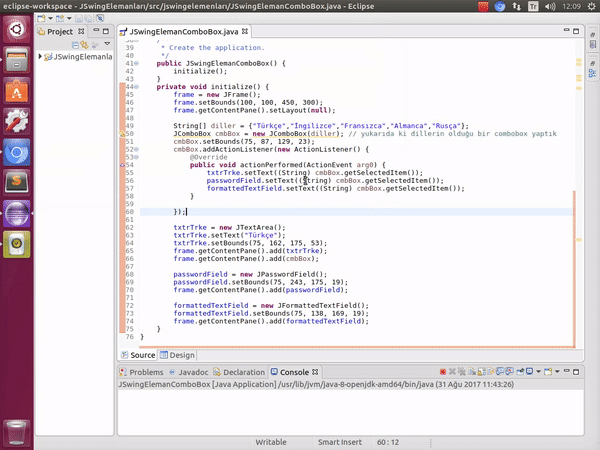 eclipse-workspace - JSwingElemanları/src/jswingelemenları/JSwingElemanComboBox.java - Eclipse
Tr
12:09
Project
JSwingElemanla
JSwingElemanComboBox.java
39 * Create the application.
40 */
41 public JSwingElemanComboBox() {
42 initialize();
43 }
44 private void initialize() {
45 frame = new JFrame();
46 frame.setBounds(100, 100, 450, 300);
47 frame.getContentPane().setLayout(null);
48
49 String[] diller = {"Türkçe","İngilizce","Fransızca","Almanca","Rusça"};
50 JComboBox cmbBox = new JComboBox(diller); // yukarıda ki dillerin olduğu bir combobox yaptık
51 cmbBox.setBounds(75, 87, 129, 23);
52 cmbBox.addActionListener(new ActionListener() {
53 @Override
54 public void actionPerformed(ActionEvent arg0) {
55 txtrTrke.setText((String) cmbBox.getSelectedItem());
56 passwordField.setText((String) cmbBox.getSelectedItem());
57 formattedTextField.setText((String) cmbBox.getSelectedItem());
58 }
60 });
61
62 txtrTrke = new JTextArea();
63 txtrTrke.setText("Türkçe");
64 txtrTrke.setBounds(75, 162, 175, 53);
65 frame.getContentPane().add(txtrTrke);
66 frame.getContentPane().add(cmbBox);
67
68 passwordField = new JPasswordField();
69 passwordField.setBounds(75, 243, 175, 19);
70 frame.getContentPane().add(passwordField);
71
72 formattedTextField = new JFormattedTextField();
73 formattedTextField.setBounds(75, 138, 169, 19);
74 frame.getContentPane().add(formattedTextField);
75 }
76 }
Source Design
Problems Javadoc Declaration Console
JSwingElemanComboBox [Java Application] /usr/lib/jvm/java-8-openjdk-amd64/bin/java (31 Ağu 2017 11:43:26)
Writable Smart Insert 60 : 12